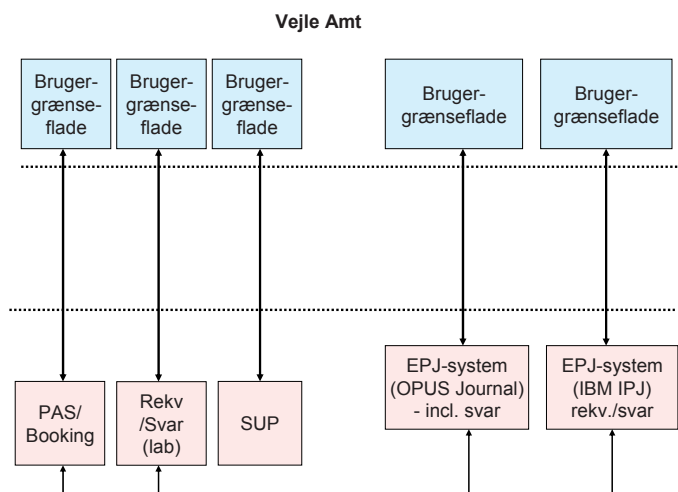 Vejle Amt
Bruger-
grænse-
flade
Bruger-
grænse-
flade
Bruger-
grænse-
flade
Bruger-
grænseflade
Bruger-
grænseflade
PAS/
Booking
Rekv
/Svar
(lab)
SUP
EPJ-system
(OPUS Journal)
- incl. svar
EPJ-system
(IBM IPJ)
rekv./svar